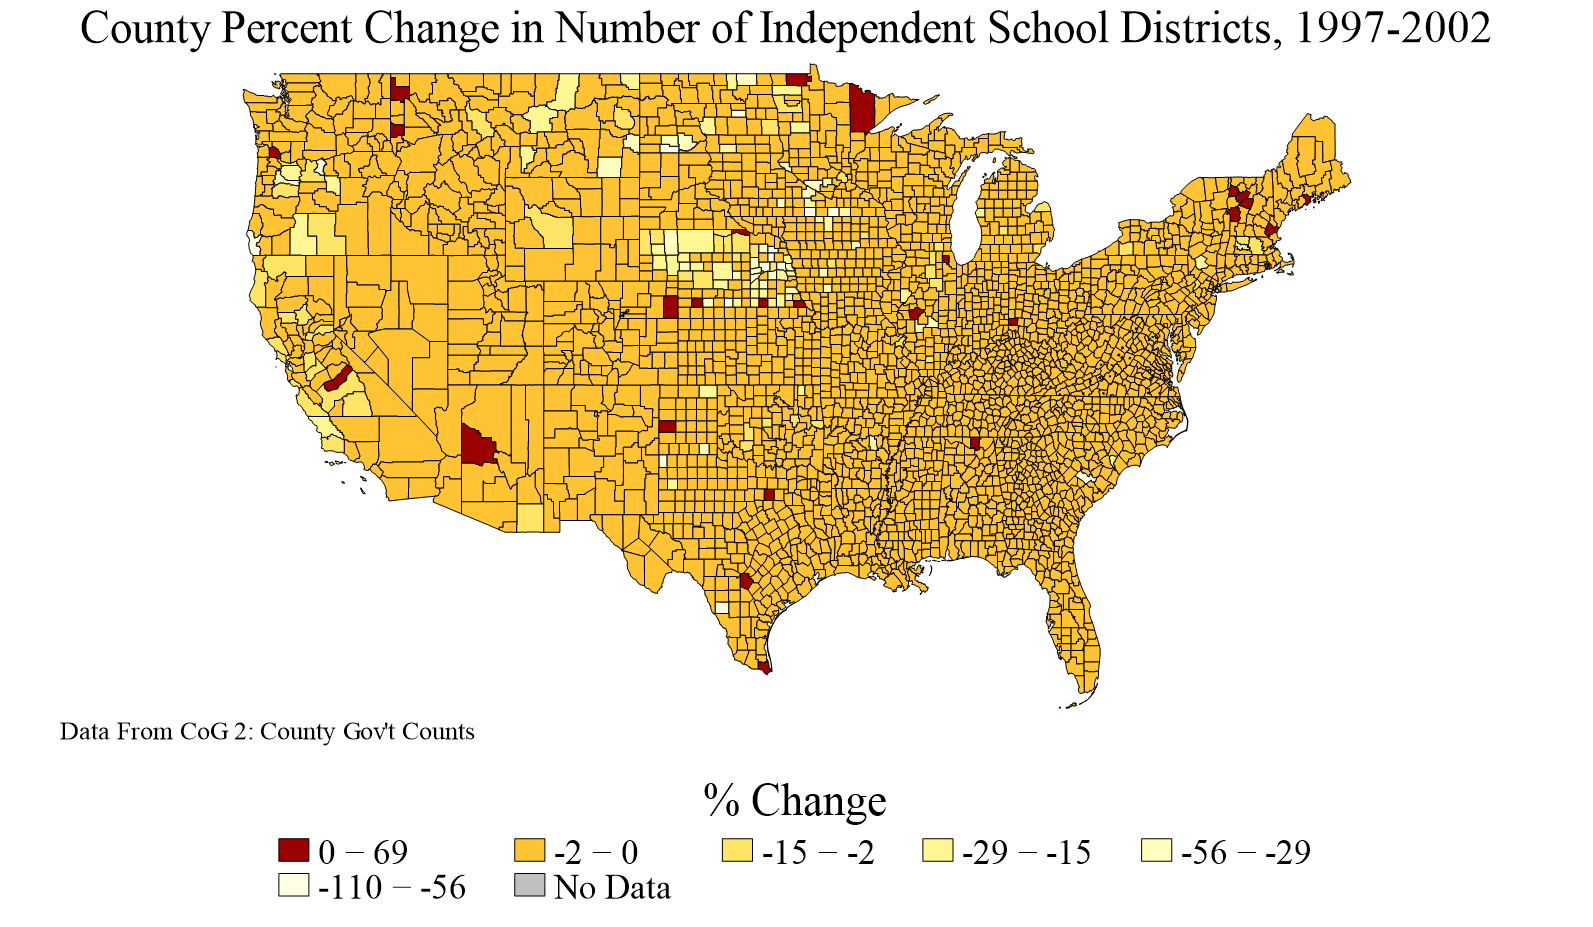 County Percent Change in Number of Independent School Districts, 1997-2002
Data From CoG 2: County Gov't Counts
% Change
0 − 69 -2 − 0 -15 − -2 -29 − -15 -56 − -29
-110 − -56 No Data